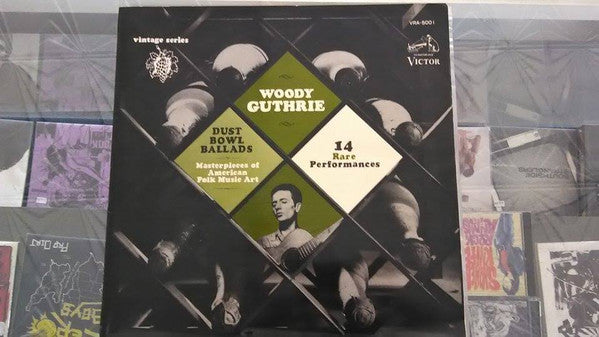 vintage series
VRA-5001
VICTOR
WOODY
GUTHRIE
DUST
BOWL
BALLADS
Masterpieces of
American
Folk Music Art
14
Rare
Performances